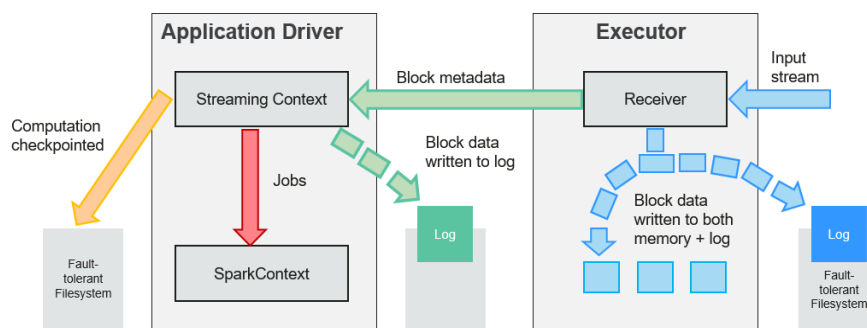 Application Driver
Executor
Input
stream
Block metadata
Streaming Context
Receiver
Computation
checkpointed
Block data
written to log
Jobs
Block data
written to both
memory + log
Log
Log
SparkContext
Fault-
tolerant
Filesystem
Fault-
tolerant
Filesystem